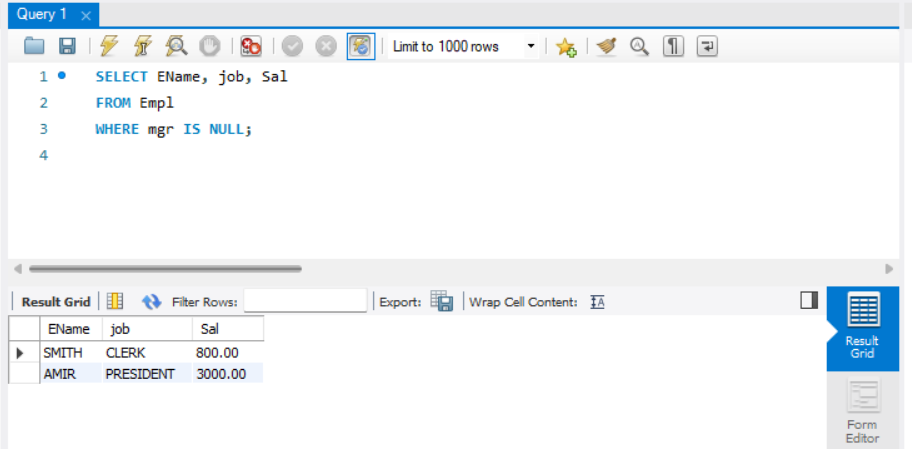 Query 1
Limit to 1000 rows
1 SELECT EName, job, Sal
2 FROM Empl
3 WHERE mgr IS NULL;
4
Result Grid Filter Rows: Export: Wrap Cell Content: IA
EName job Sal
SMITH CLERK 800.00
AMIR PRESIDENT 3000.00
Result
Grid
Form
Editor